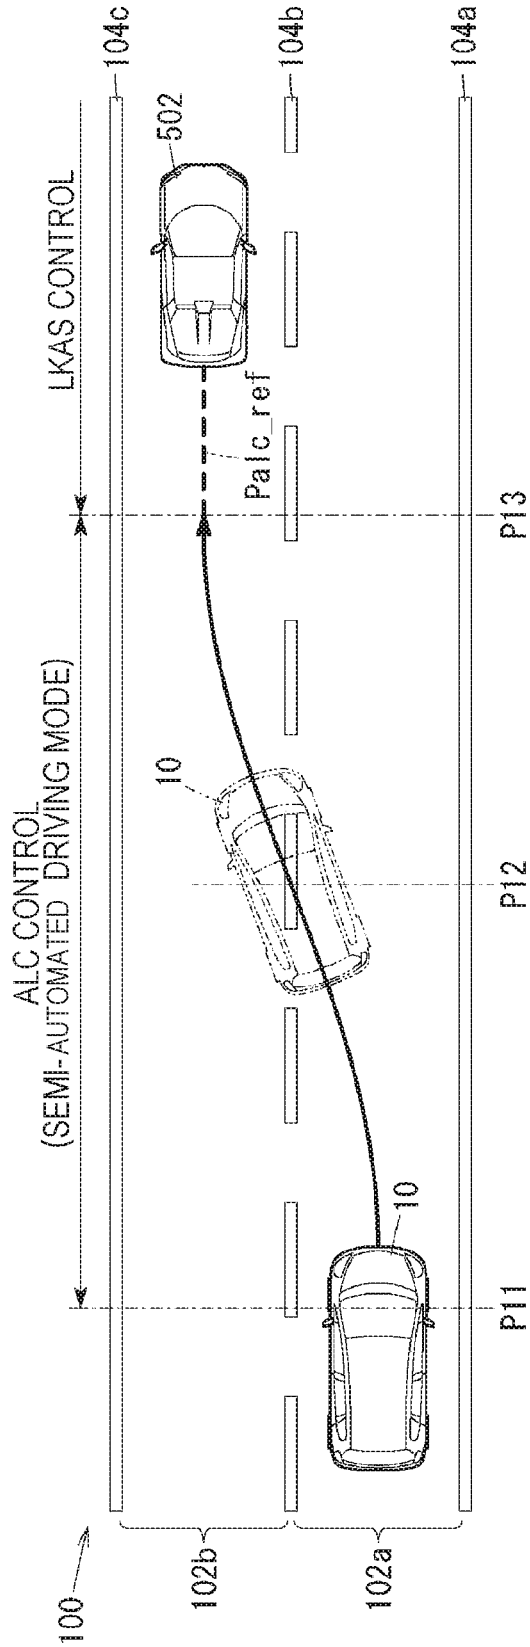 100
ALC CONTROL
(SEMI-AUTOMATED DRIVING MODE)
LKAS CONTROL
104c
104b
104a
102b
102a
502
10
10
Palc_ref
P11
P12
P13